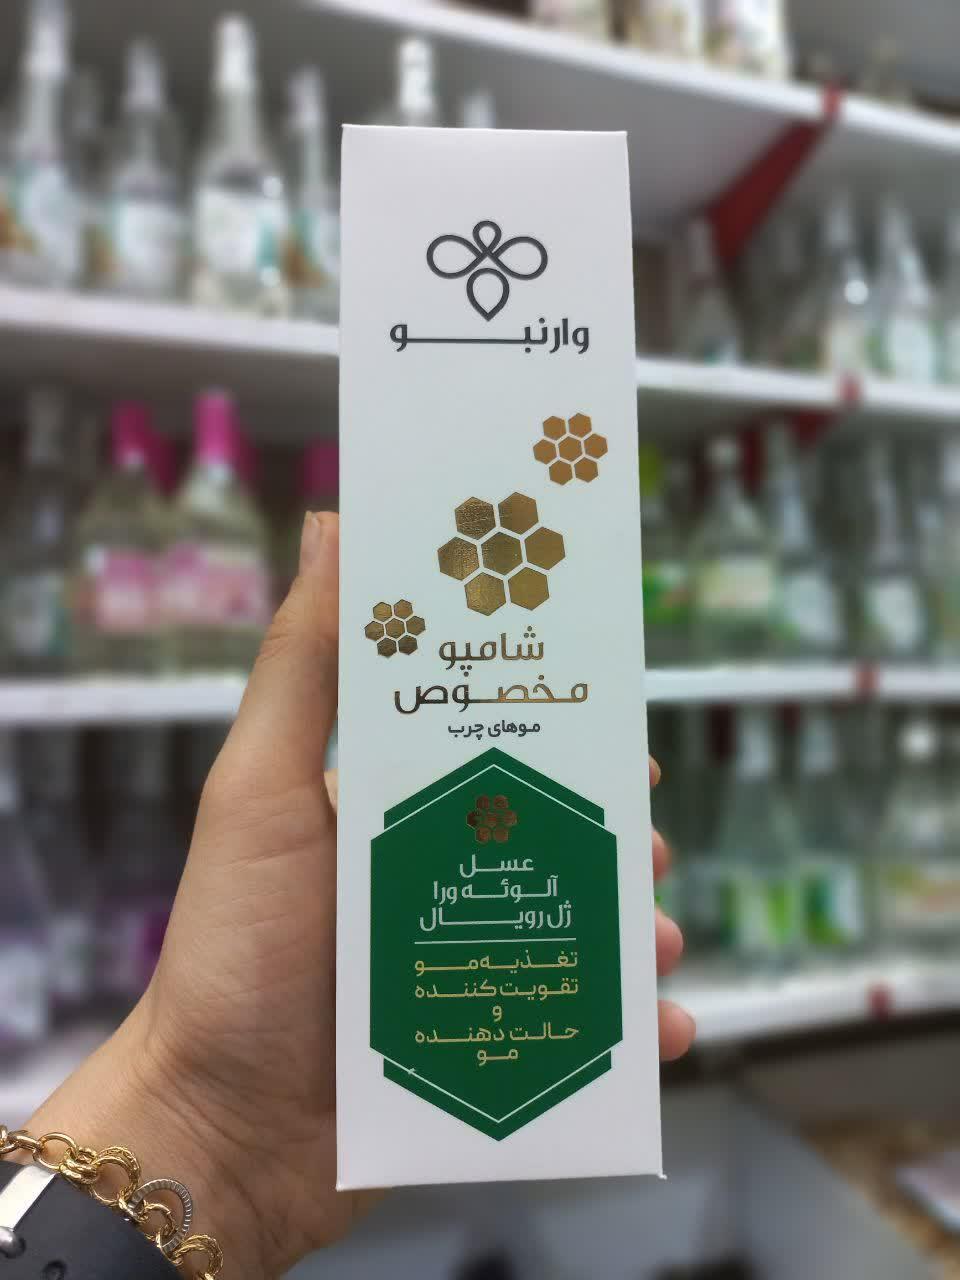 وارنبو
شامپو
مخصوص
موهای چرب
عسل
آلوئه ورا
ژل رویال
تغذیه مو
تقویت کننده
و
حالت دهنده
مو